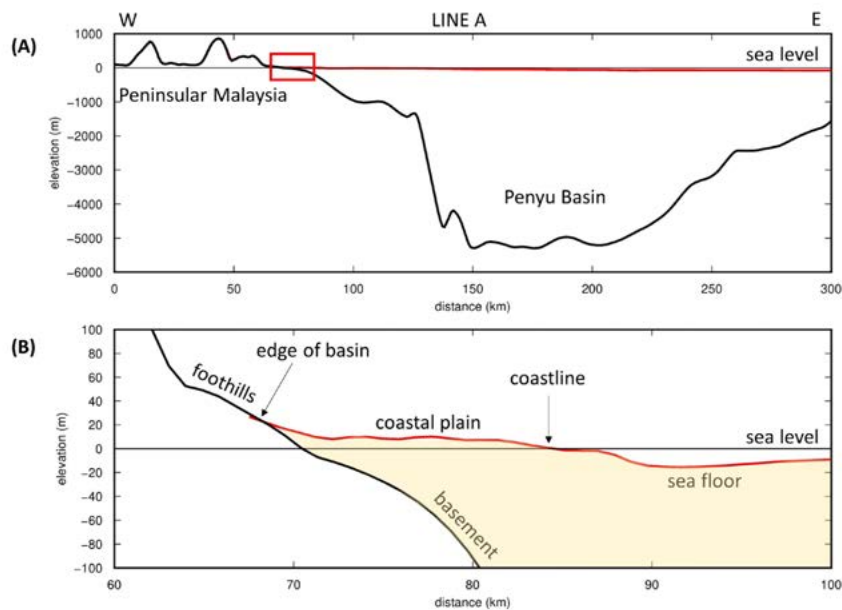 W LINE A E
(A)
1000
0
−1000
−2000
−3000
−4000
−5000
−6000
elevation (m)
sea level
Peninsular Malaysia
Penyu Basin
0 50 100 150 200 250 300
distance (km)
(B)
100
80
60
40
20
0
−20
−40
−60
−80
−100
elevation (m)
edge of basin
foothills
coastline
coastal plain
sea level
sea floor
basement
60 70 80 90 100
distance (km)